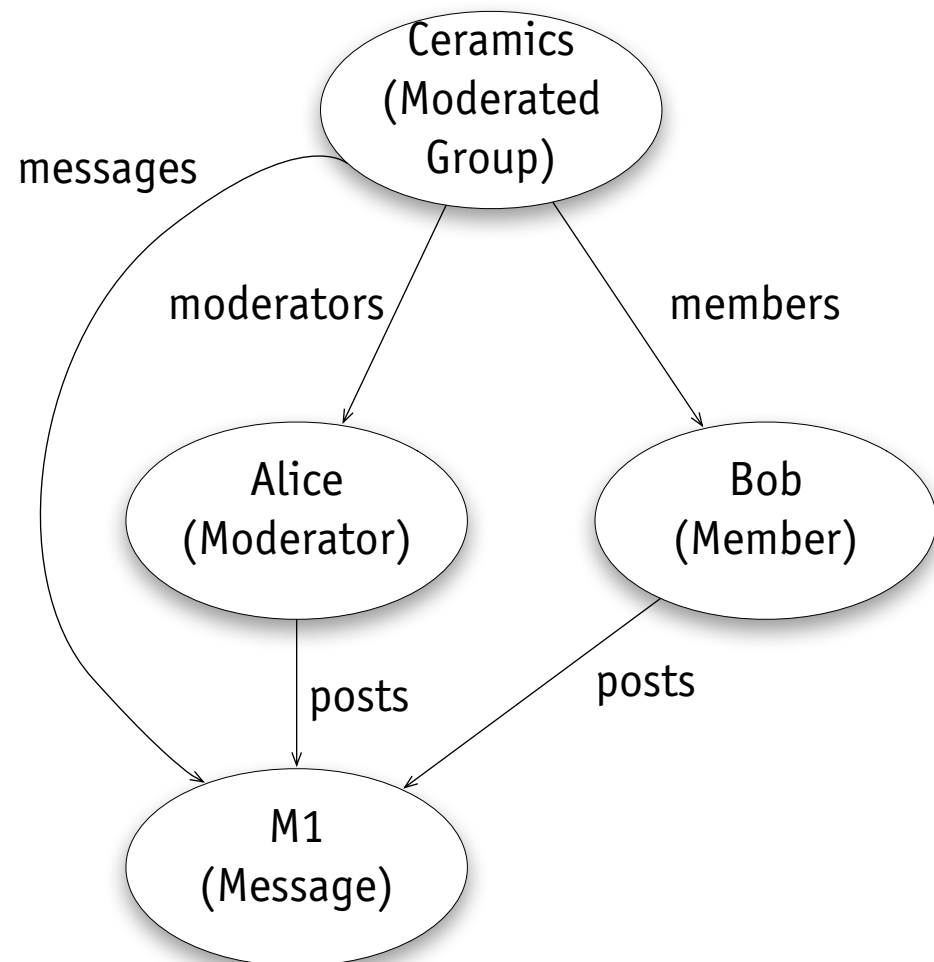 Ceramics
(Moderated
Group)
messages
moderators
members
Alice
(Moderator)
Bob
(Member)
posts
posts
M1
(Message)